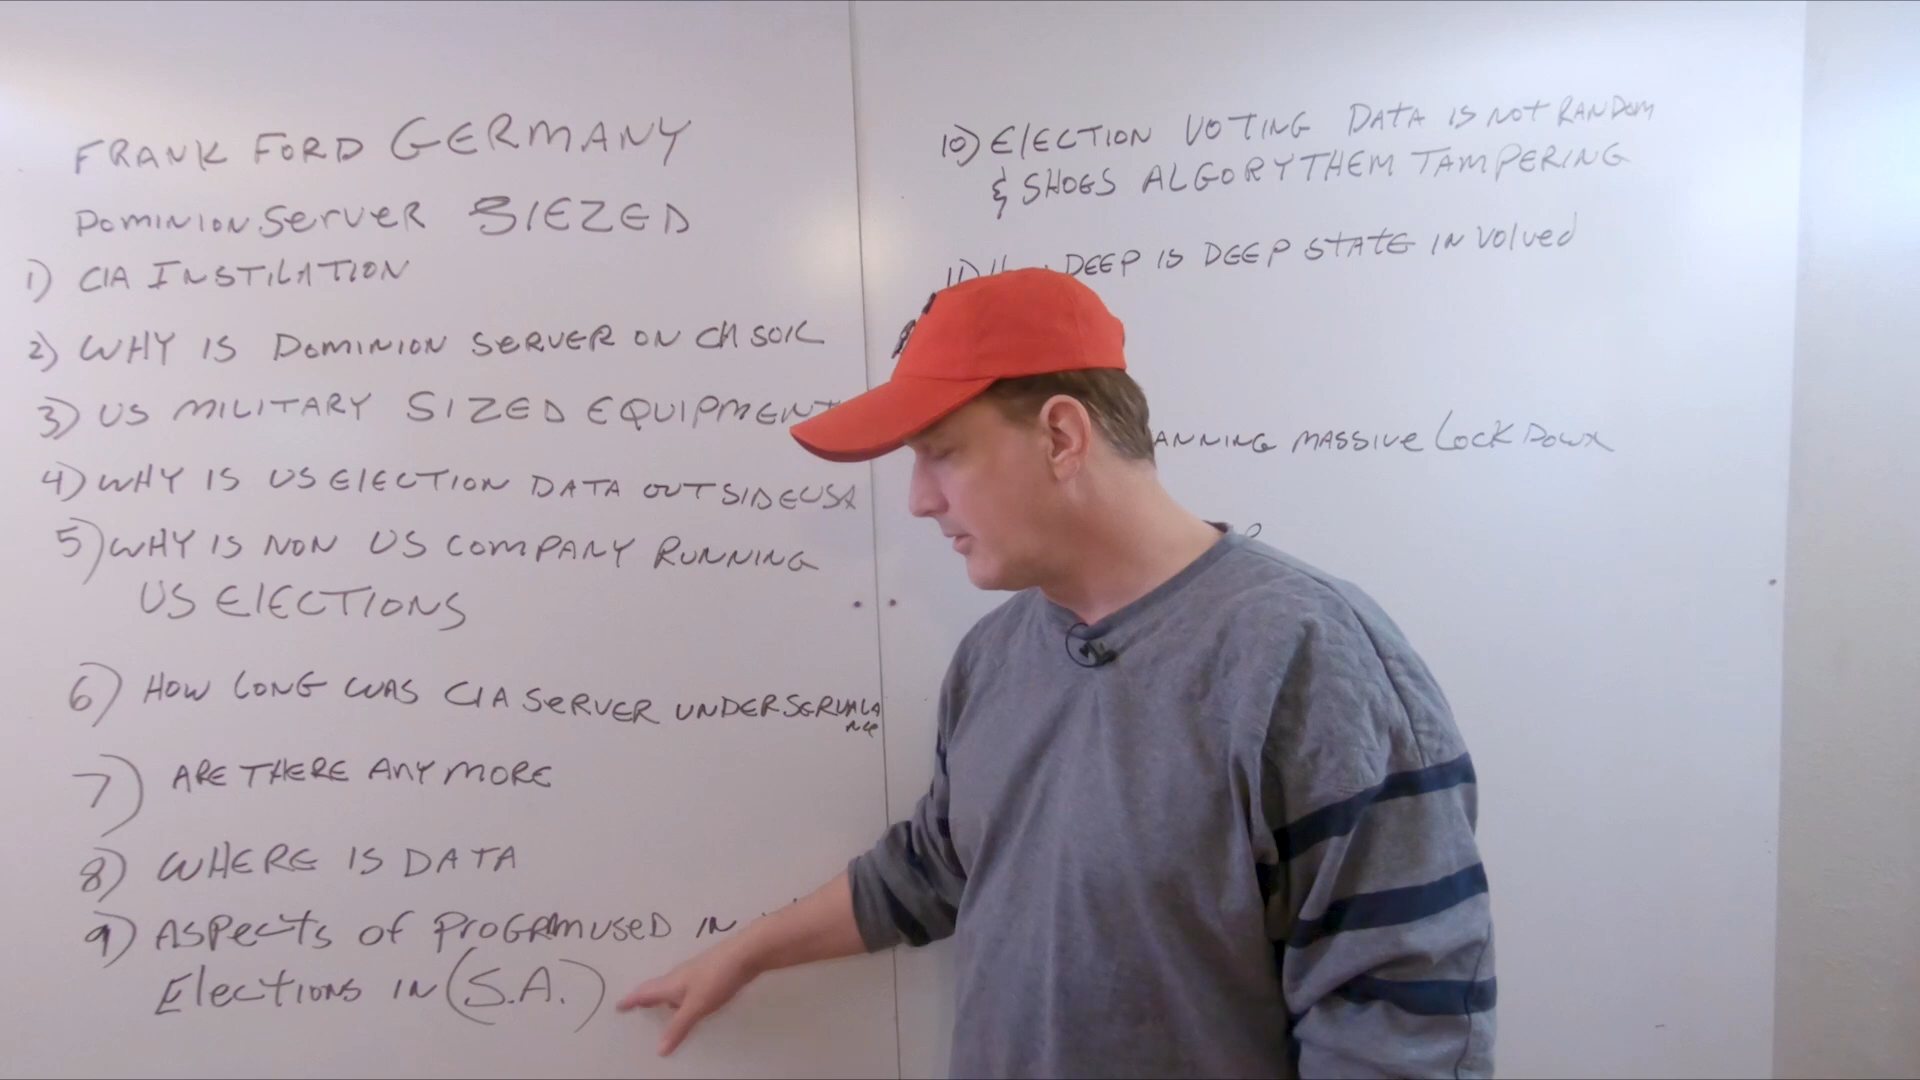 FRANK FORD GERMANY
DOMINION SERVER SIEZED
1) CIA INSTILATION
2) WHY IS DOMINION SERVER ON CIA SOIL
3) US MILITARY SIZED EQUIPMENT
4) WHY IS US ElECTION DATA OUTSIDE USA
5) WHY IS NON US COMPANY RUNNING
US ElECTIONS
6) HOW LONG WAS CIA SERVER UNDER
7) ARE THERE ANY MORE
8) WHERE IS DATA
9) ASPects of PROGRAM USED IN
Elections IN (S.A.)
10) ElECTION VOTING DATA IS NOT RANDOM
& SHOES ALGORYTHEM TAMPERING
11) DEEP IS DEEP STATE INVOLVED
ANNING MASSIVE LOCK DOWN